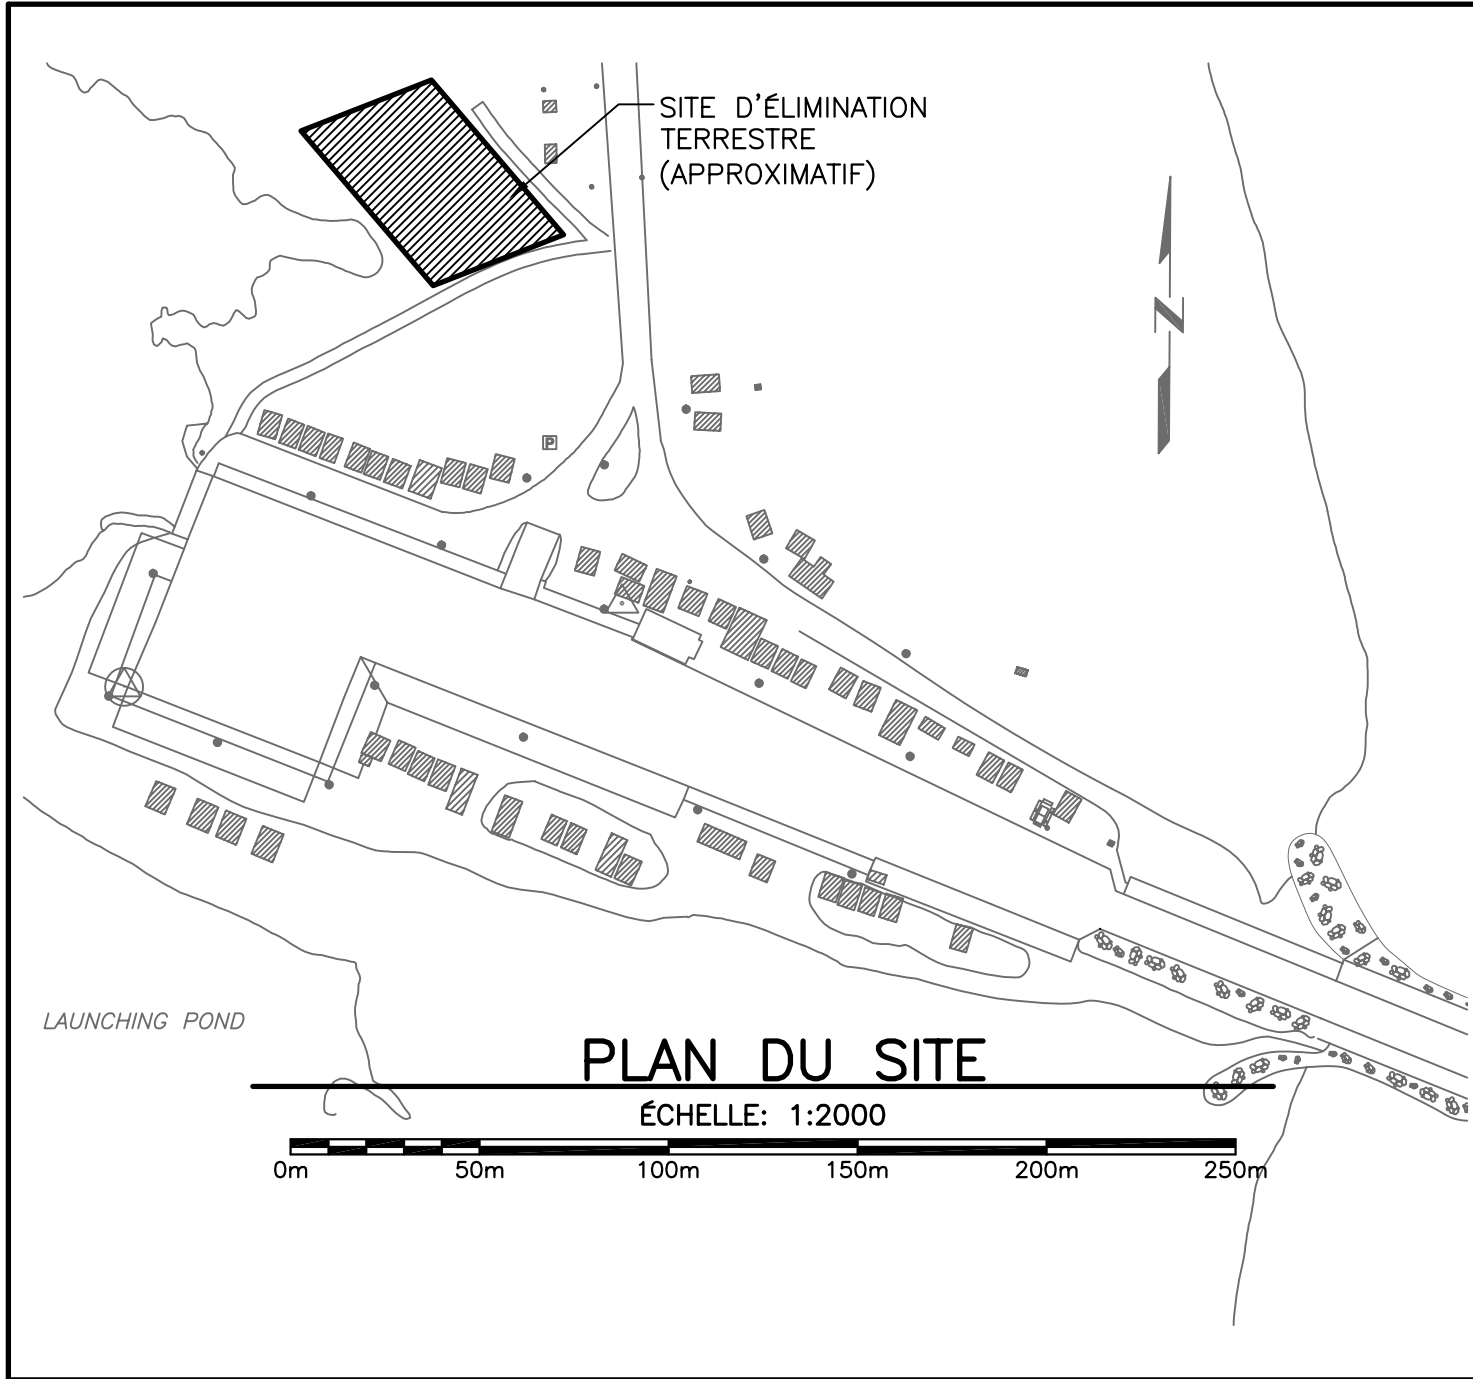 SITE D'ÉLIMINATION
TERRESTRE
(APPROXIMATIF)
N
P
LAUNCHING POND
PLAN DU SITE
ÉCHELLE: 1:2000
0m 50m 100m 150m 200m 250m